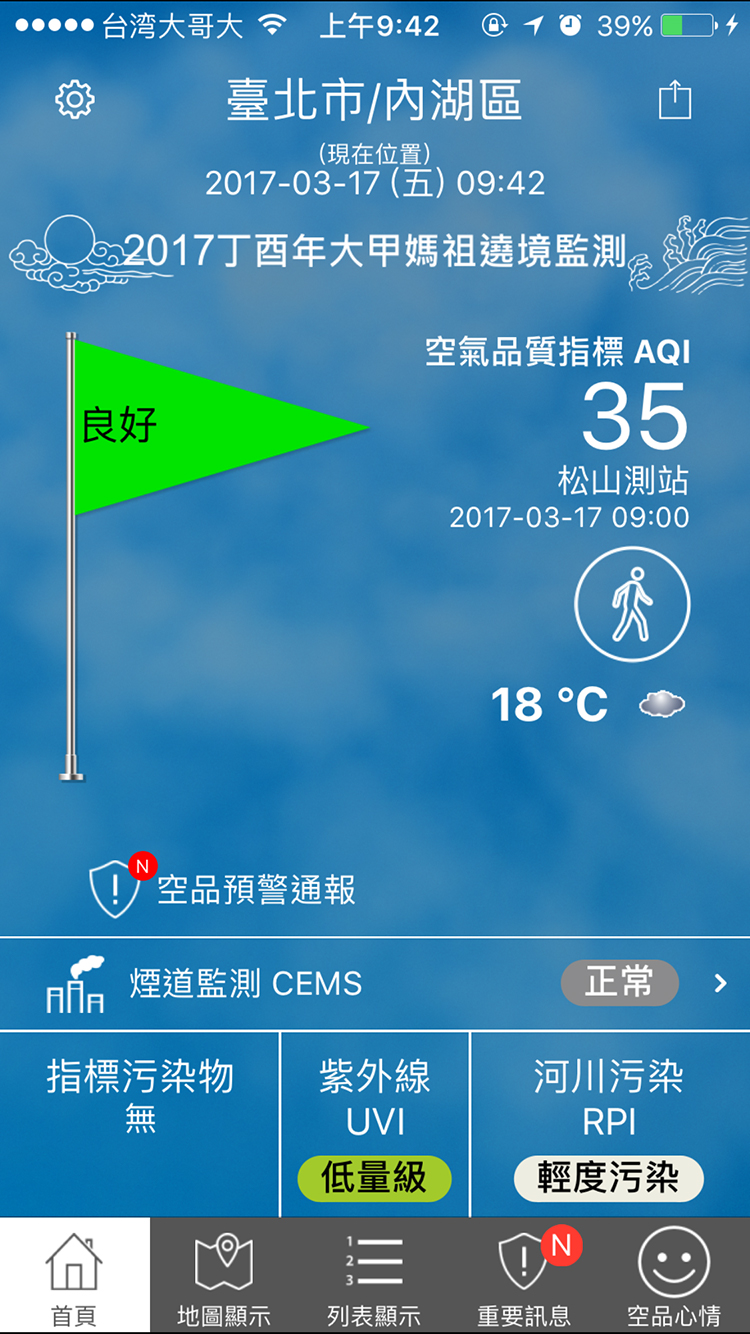 台湾大哥大 上午9:42 39%
臺北市/內湖區
(現在位置)
2017-03-17 (五) 09:42
2017丁酉年大甲媽祖遶境監測
空氣品質指標 AQI
良好
35
松山測站
2017-03-17 09:00
18 °C
N
空品預警通報
煙道監測 CEMS 正常
指標污染物
無
紫外線
UVI
低量級
河川污染
RPI
輕度污染
1
2
3
N
首頁 地圖顯示 列表顯示 重要訊息 空品心情